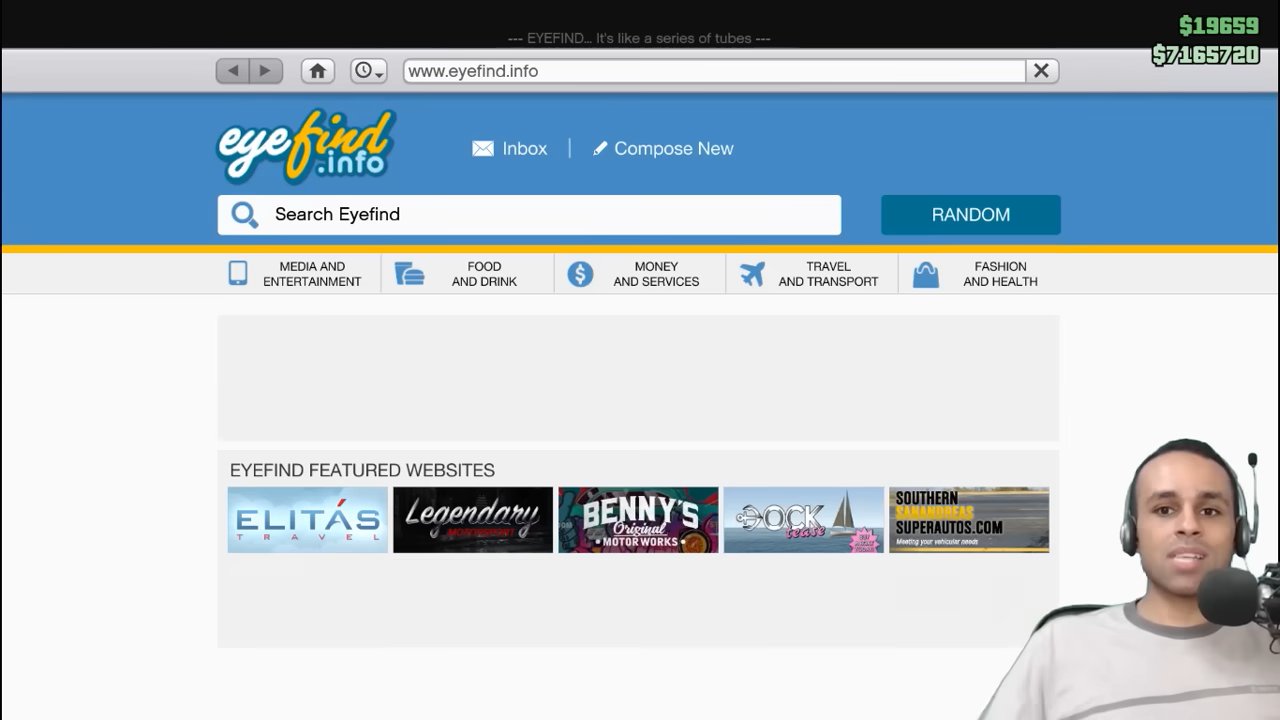 --- EYEFIND... It's like a series of tubes ---
$19659
$7165720
www.eyefind.info
eyefind
.info
Inbox
Compose New
Search Eyefind
RANDOM
MEDIA AND
ENTERTAINMENT
FOOD
AND DRINK
MONEY
AND SERVICES
TRAVEL
AND TRANSPORT
FASHION
AND HEALTH
EYEFIND FEATURED WEBSITES
ELITÁS
TRAVEL
Legendary
MOTORSPORT
BENNY'S
Original
MOTOR WORKS
DOCK
tease
SOUTHERN
SANANDREAS
SUPERAUTOS.COM
Meeting your vehicular needs